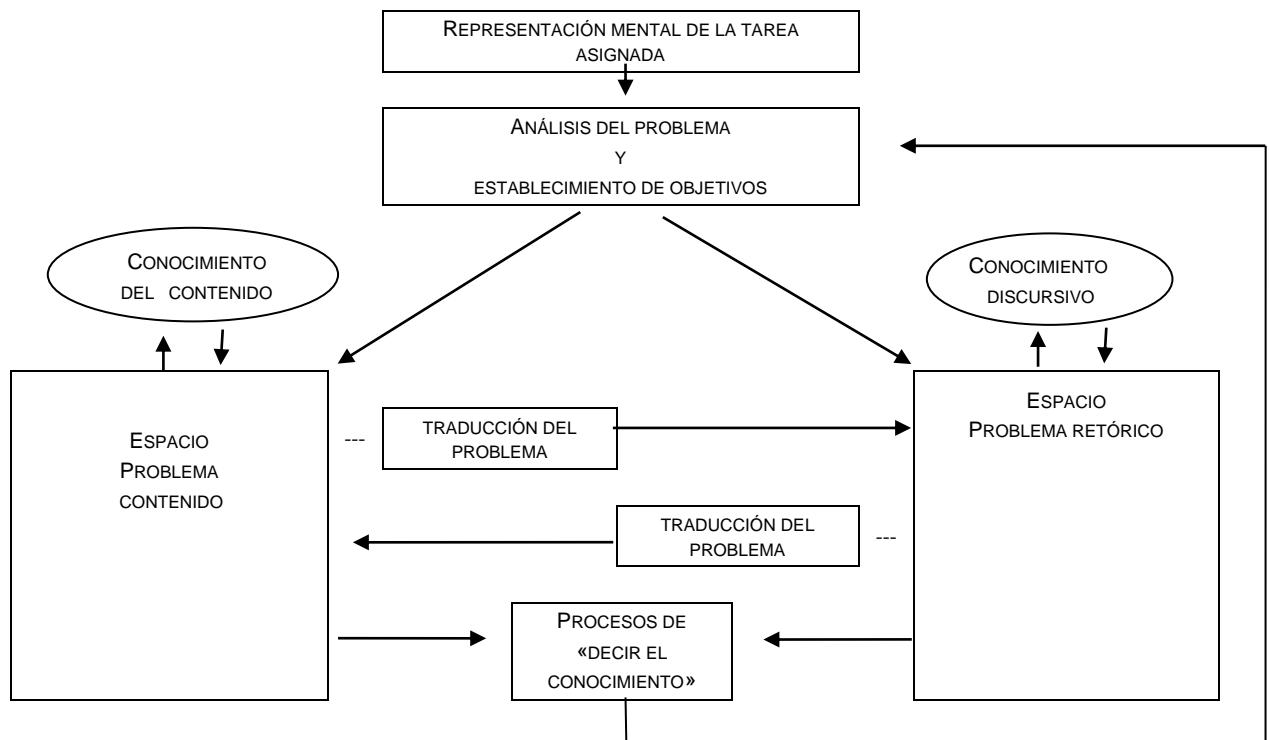 REPRESENTACIÓN MENTAL DE LA TAREA
ASIGNADA
ANÁLISIS DEL PROBLEMA
Y
ESTABLECIMIENTO DE OBJETIVOS
CONOCIMIENTO
DEL CONTENIDO
CONOCIMIENTO
DISCURSIVO
ESPACIO
PROBLEMA
CONTENIDO
---
TRADUCCIÓN DEL
PROBLEMA
ESPACIO
PROBLEMA RETÓRICO
TRADUCCIÓN DEL
PROBLEMA
---
PROCESOS DE
«DECIR EL
CONOCIMIENTO»